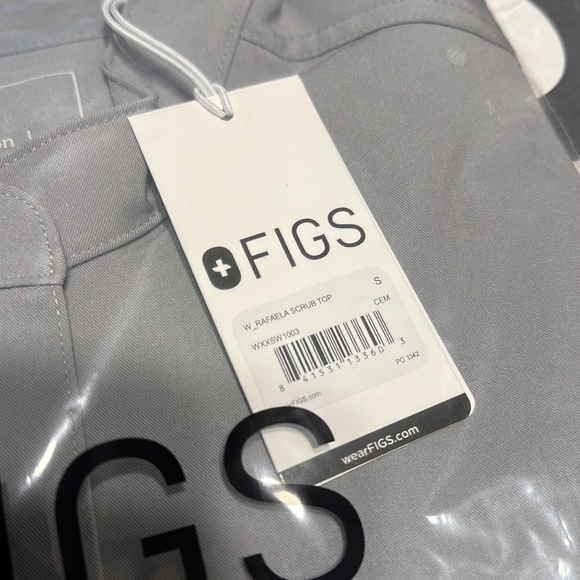 FIGS
W_RAFAELA SCRUB TOP
S
WXXSW1003
CEM
8 41531 13360 3
PO 3342
wearFIGS.com
IGS